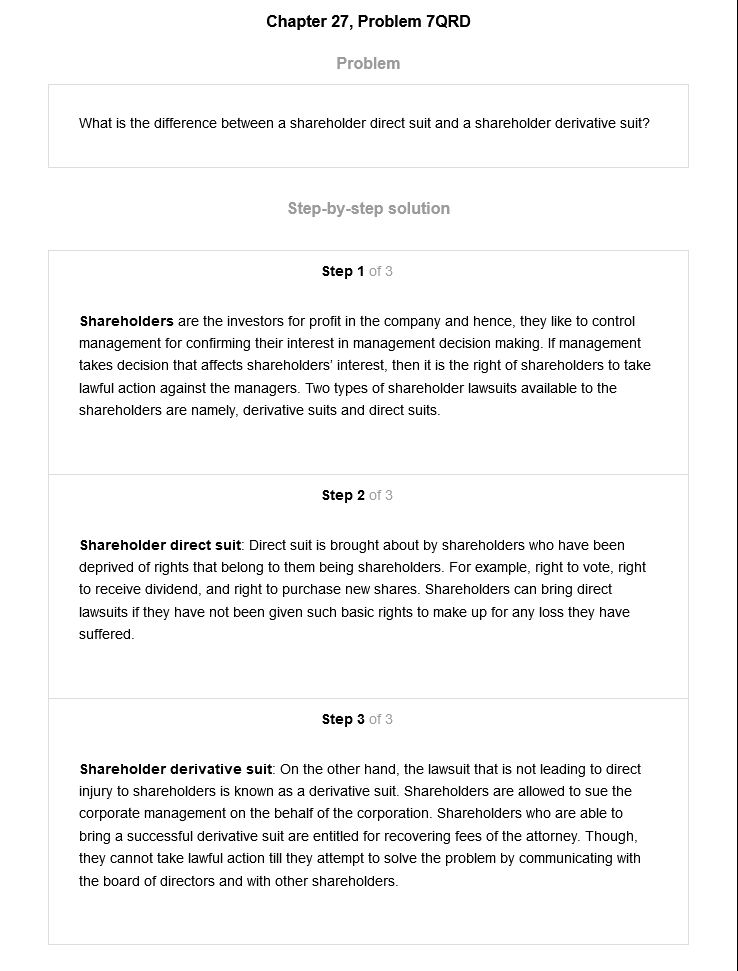 Chapter 27, Problem 7QRD
Problem
What is the difference between a shareholder direct suit and a shareholder derivative suit?
Step-by-step solution
Step 1 of 3
Shareholders are the investors for profit in the company and hence, they like to control
management for confirming their interest in management decision making. If management
takes decision that affects shareholders' interest, then it is the right of shareholders to take
lawful action against the managers. Two types of shareholder lawsuits available to the
shareholders are namely, derivative suits and direct suits.
Step 2 of 3
Shareholder direct suit: Direct suit is brought about by shareholders who have been
deprived of rights that belong to them being shareholders. For example, right to vote, right
to receive dividend, and right to purchase new shares. Shareholders can bring direct
lawsuits if they have not been given such basic rights to make up for any loss they have
suffered.
Step 3 of 3
Shareholder derivative suit: On the other hand, the lawsuit that is not leading to direct
injury to shareholders is known as a derivative suit. Shareholders are allowed to sue the
corporate management on the behalf of the corporation. Shareholders who are able to
bring a successful derivative suit are entitled for recovering fees of the attorney. Though,
they cannot take lawful action till they attempt to solve the problem by communicating with
the board of directors and with other shareholders.